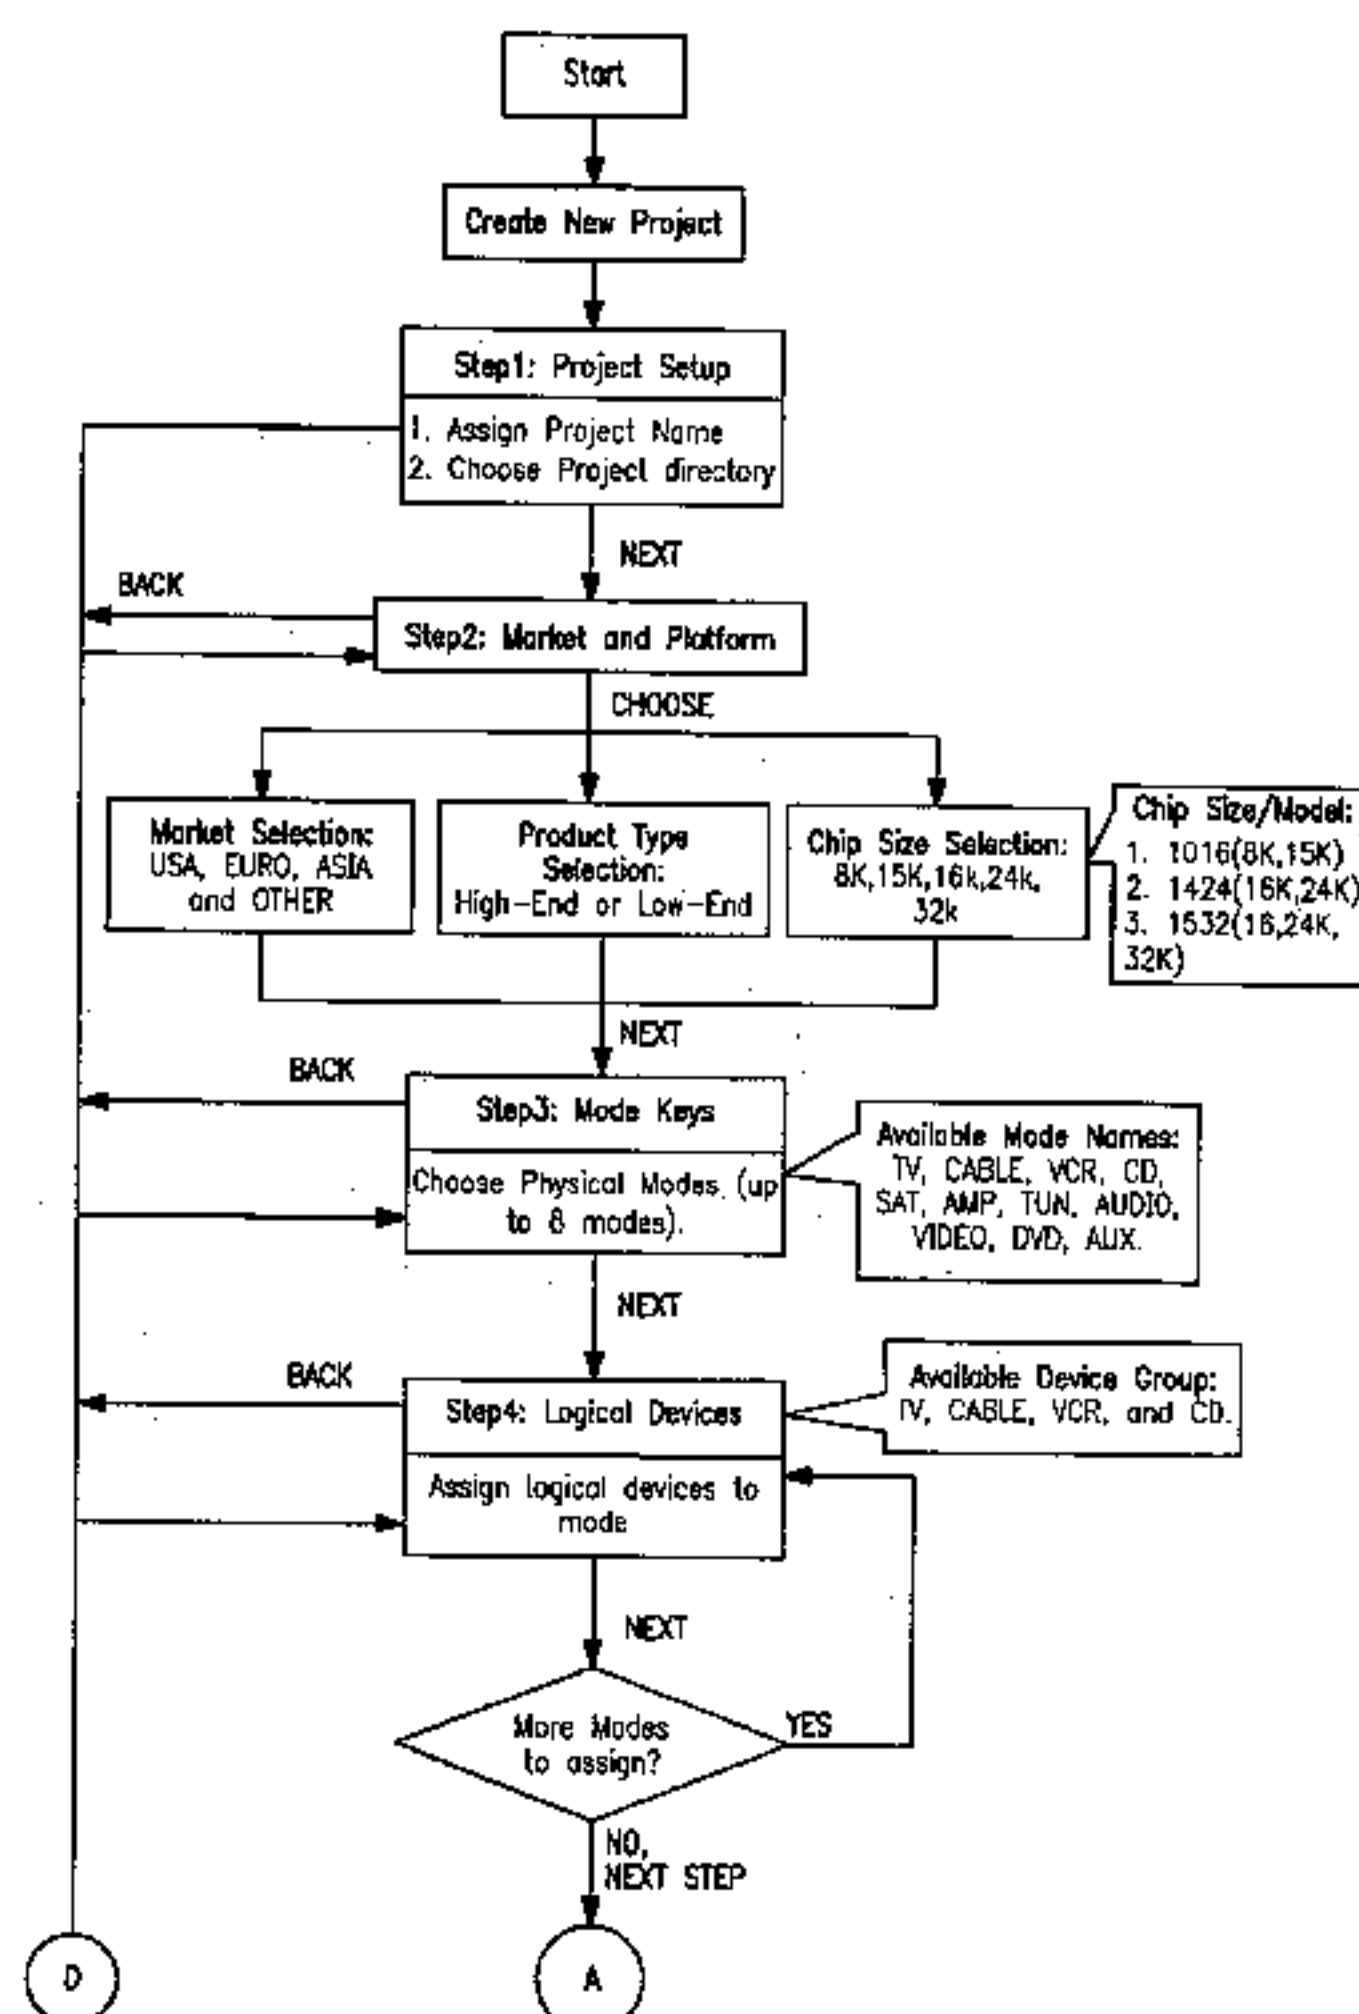 Start
Create New Project
Step1: Project Setup
1. Assign Project Name
2. Choose Project directory
NEXT
BACK
Step2: Market and Platform
CHOOSE
Market Selection:
USA, EURO, ASIA
and OTHER
Product Type
Selection:
High-End or Low-End
Chip Size Selection:
8K,15K,16k,24k,
32k
Chip Size/Model:
1. 1016(8K,15K)
2. 1424(16K,24K)
3. 1532(16,24K,
32K)
NEXT
BACK
Step3: Mode Keys
Choose Physical Modes. (up
to 8 modes).
Available Mode Names:
TV, CABLE, VCR, CD,
SAT, AMP, TUN, AUDIO,
VIDEO, DVD, AUX.
NEXT
BACK
Step4: Logical Devices
Assign logical devices to
mode
Available Device Group:
TV, CABLE, VCR, and CD.
NEXT
More Modes
to assign?
YES
NO,
NEXT STEP
D
A